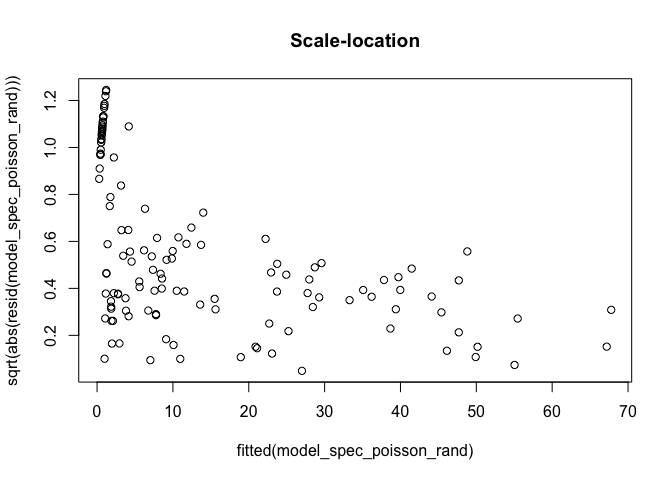 Scale-location
sqrt(abs(resid(model_spec_poisson_rand)))
1.2
1.0
0.8
0.6
0.4
0.2
0 10 20 30 40 50 60 70
fitted(model_spec_poisson_rand)